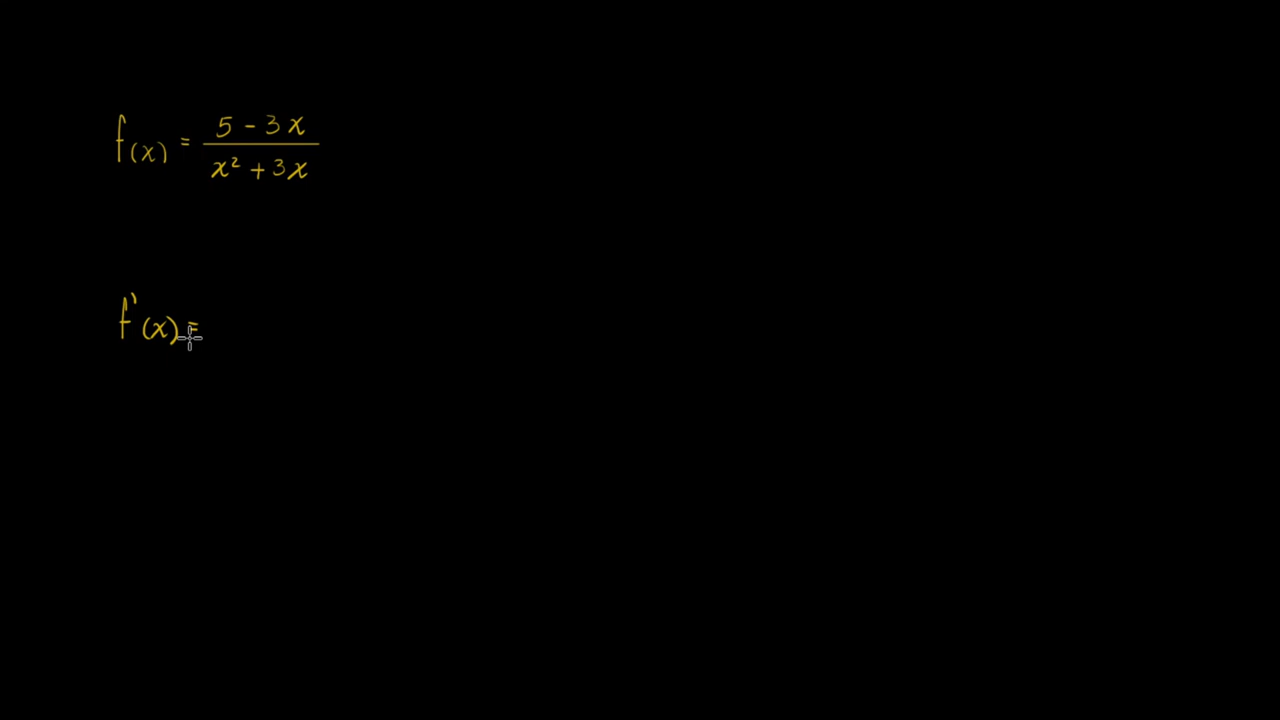 f(x) = (5 - 3x) / (x² + 3x)
f'(x) =